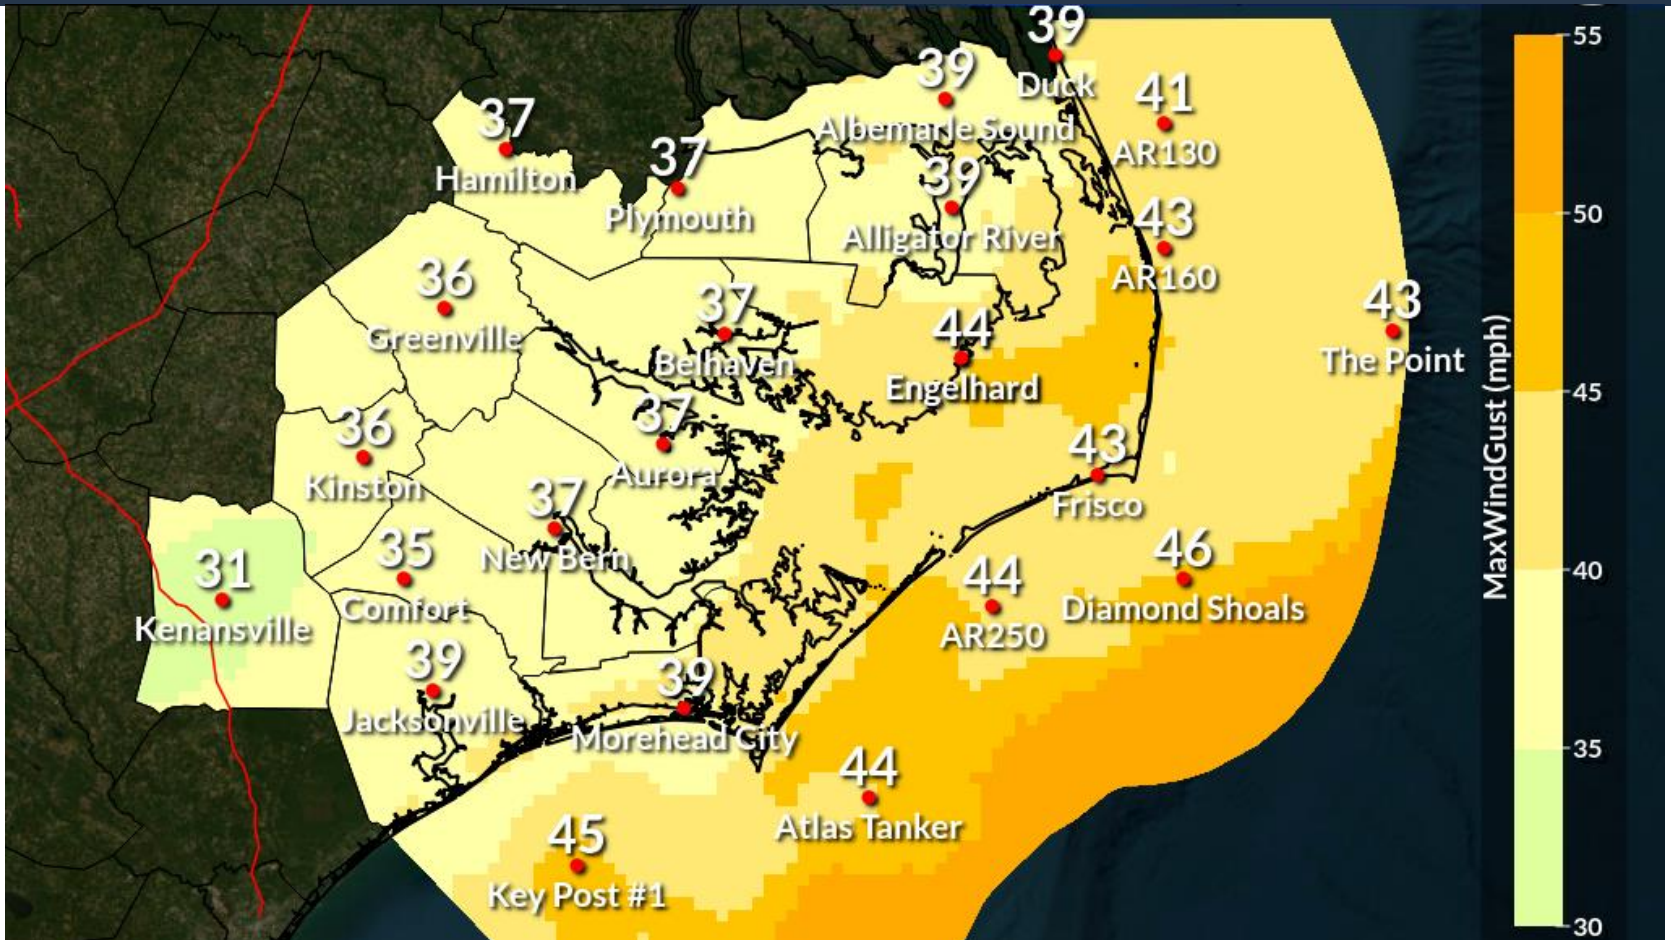 39
Duck
39
Albemarle Sound
41
AR130
37
Hamilton
37
Plymouth
39
Alligator River
43
AR160
36
Greenville
37
Belhaven
44
Engelhard
43
The Point
36
Kinston
37
Aurora
43
Frisco
37
New Bern
31
Kenansville
35
Comfort
44
AR250
46
Diamond Shoals
39
Jacksonville
39
Morehead City
44
Atlas Tanker
45
Key Post #1
55
50
45
40
35
30
MaxWindGust (mph)